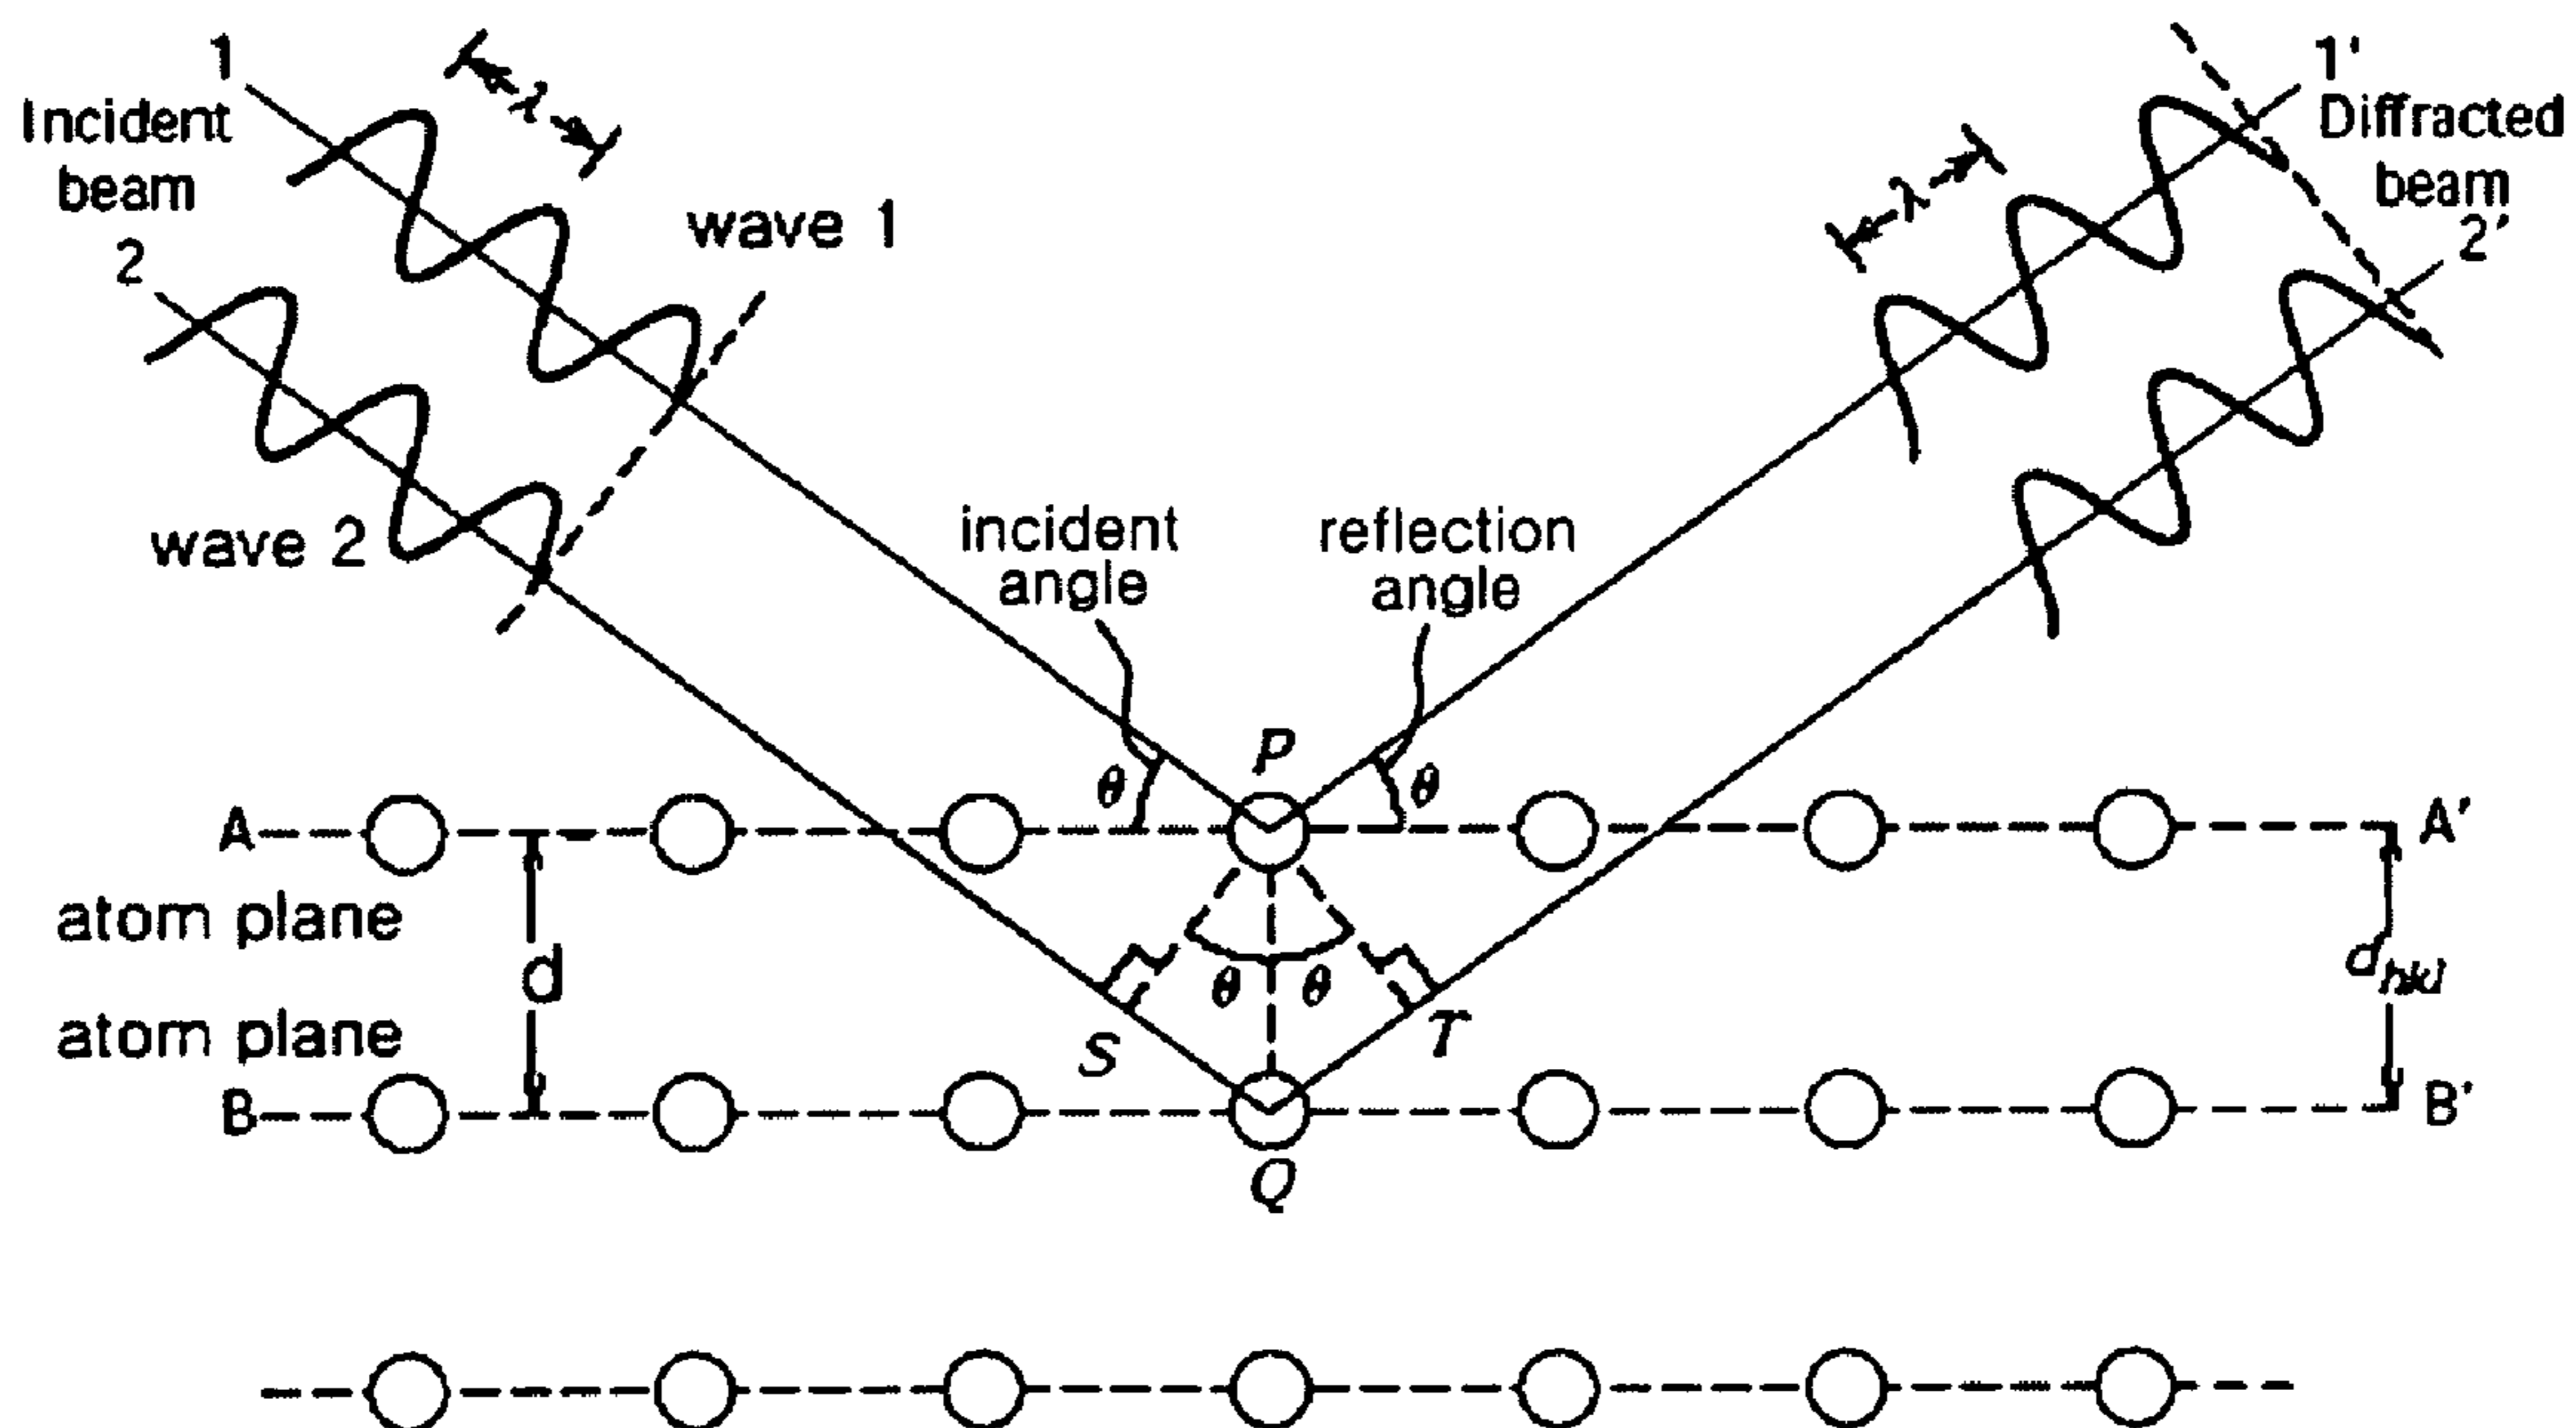 1
Incident
beam
2
λ
wave 1
wave 2
λ
1'
Diffracted
beam
2'
incident
angle
reflection
angle
P
θ
θ
A
A'
atom plane
d
atom plane
θ
θ
S
T
d_hkl
B
B'
Q